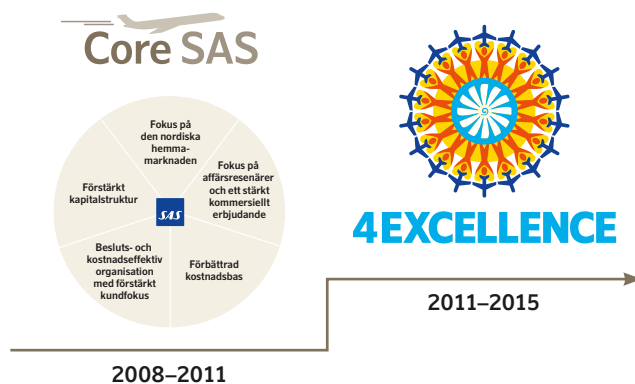 Core SAS
Fokus på
den nordiska
hemma-
marknaden
Fokus på
affärsresenärer
och ett stärkt
kommersiellt
erbjudande
Förstärkt
kapitalstruktur
SAS
Besluts- och
kostnadseffektiv
organisation
med förstärkt
kundfokus
Förbättrad
kostnadsbas
2008–2011
4EXCELLENCE
2011–2015